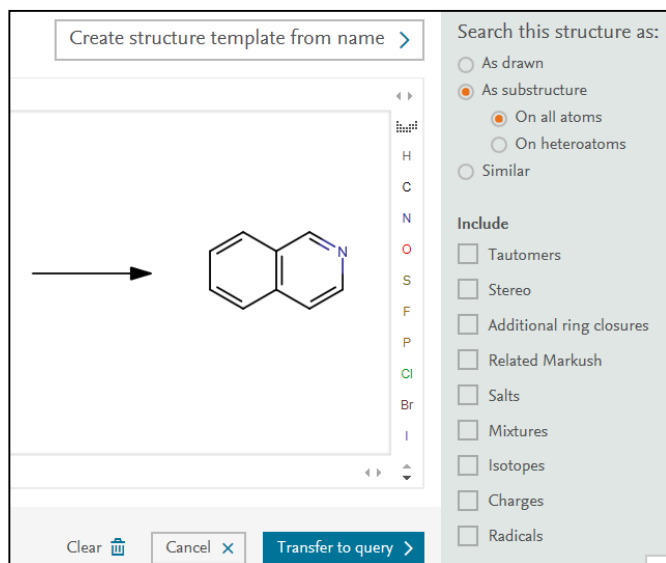 Create structure template from name
H
C
N
O
S
F
P
Cl
Br
I
N
Clear
Cancel
Transfer to query
Search this structure as:
As drawn
As substructure
On all atoms
On heteroatoms
Similar
Include
Tautomers
Stereo
Additional ring closures
Related Markush
Salts
Mixtures
Isotopes
Charges
Radicals